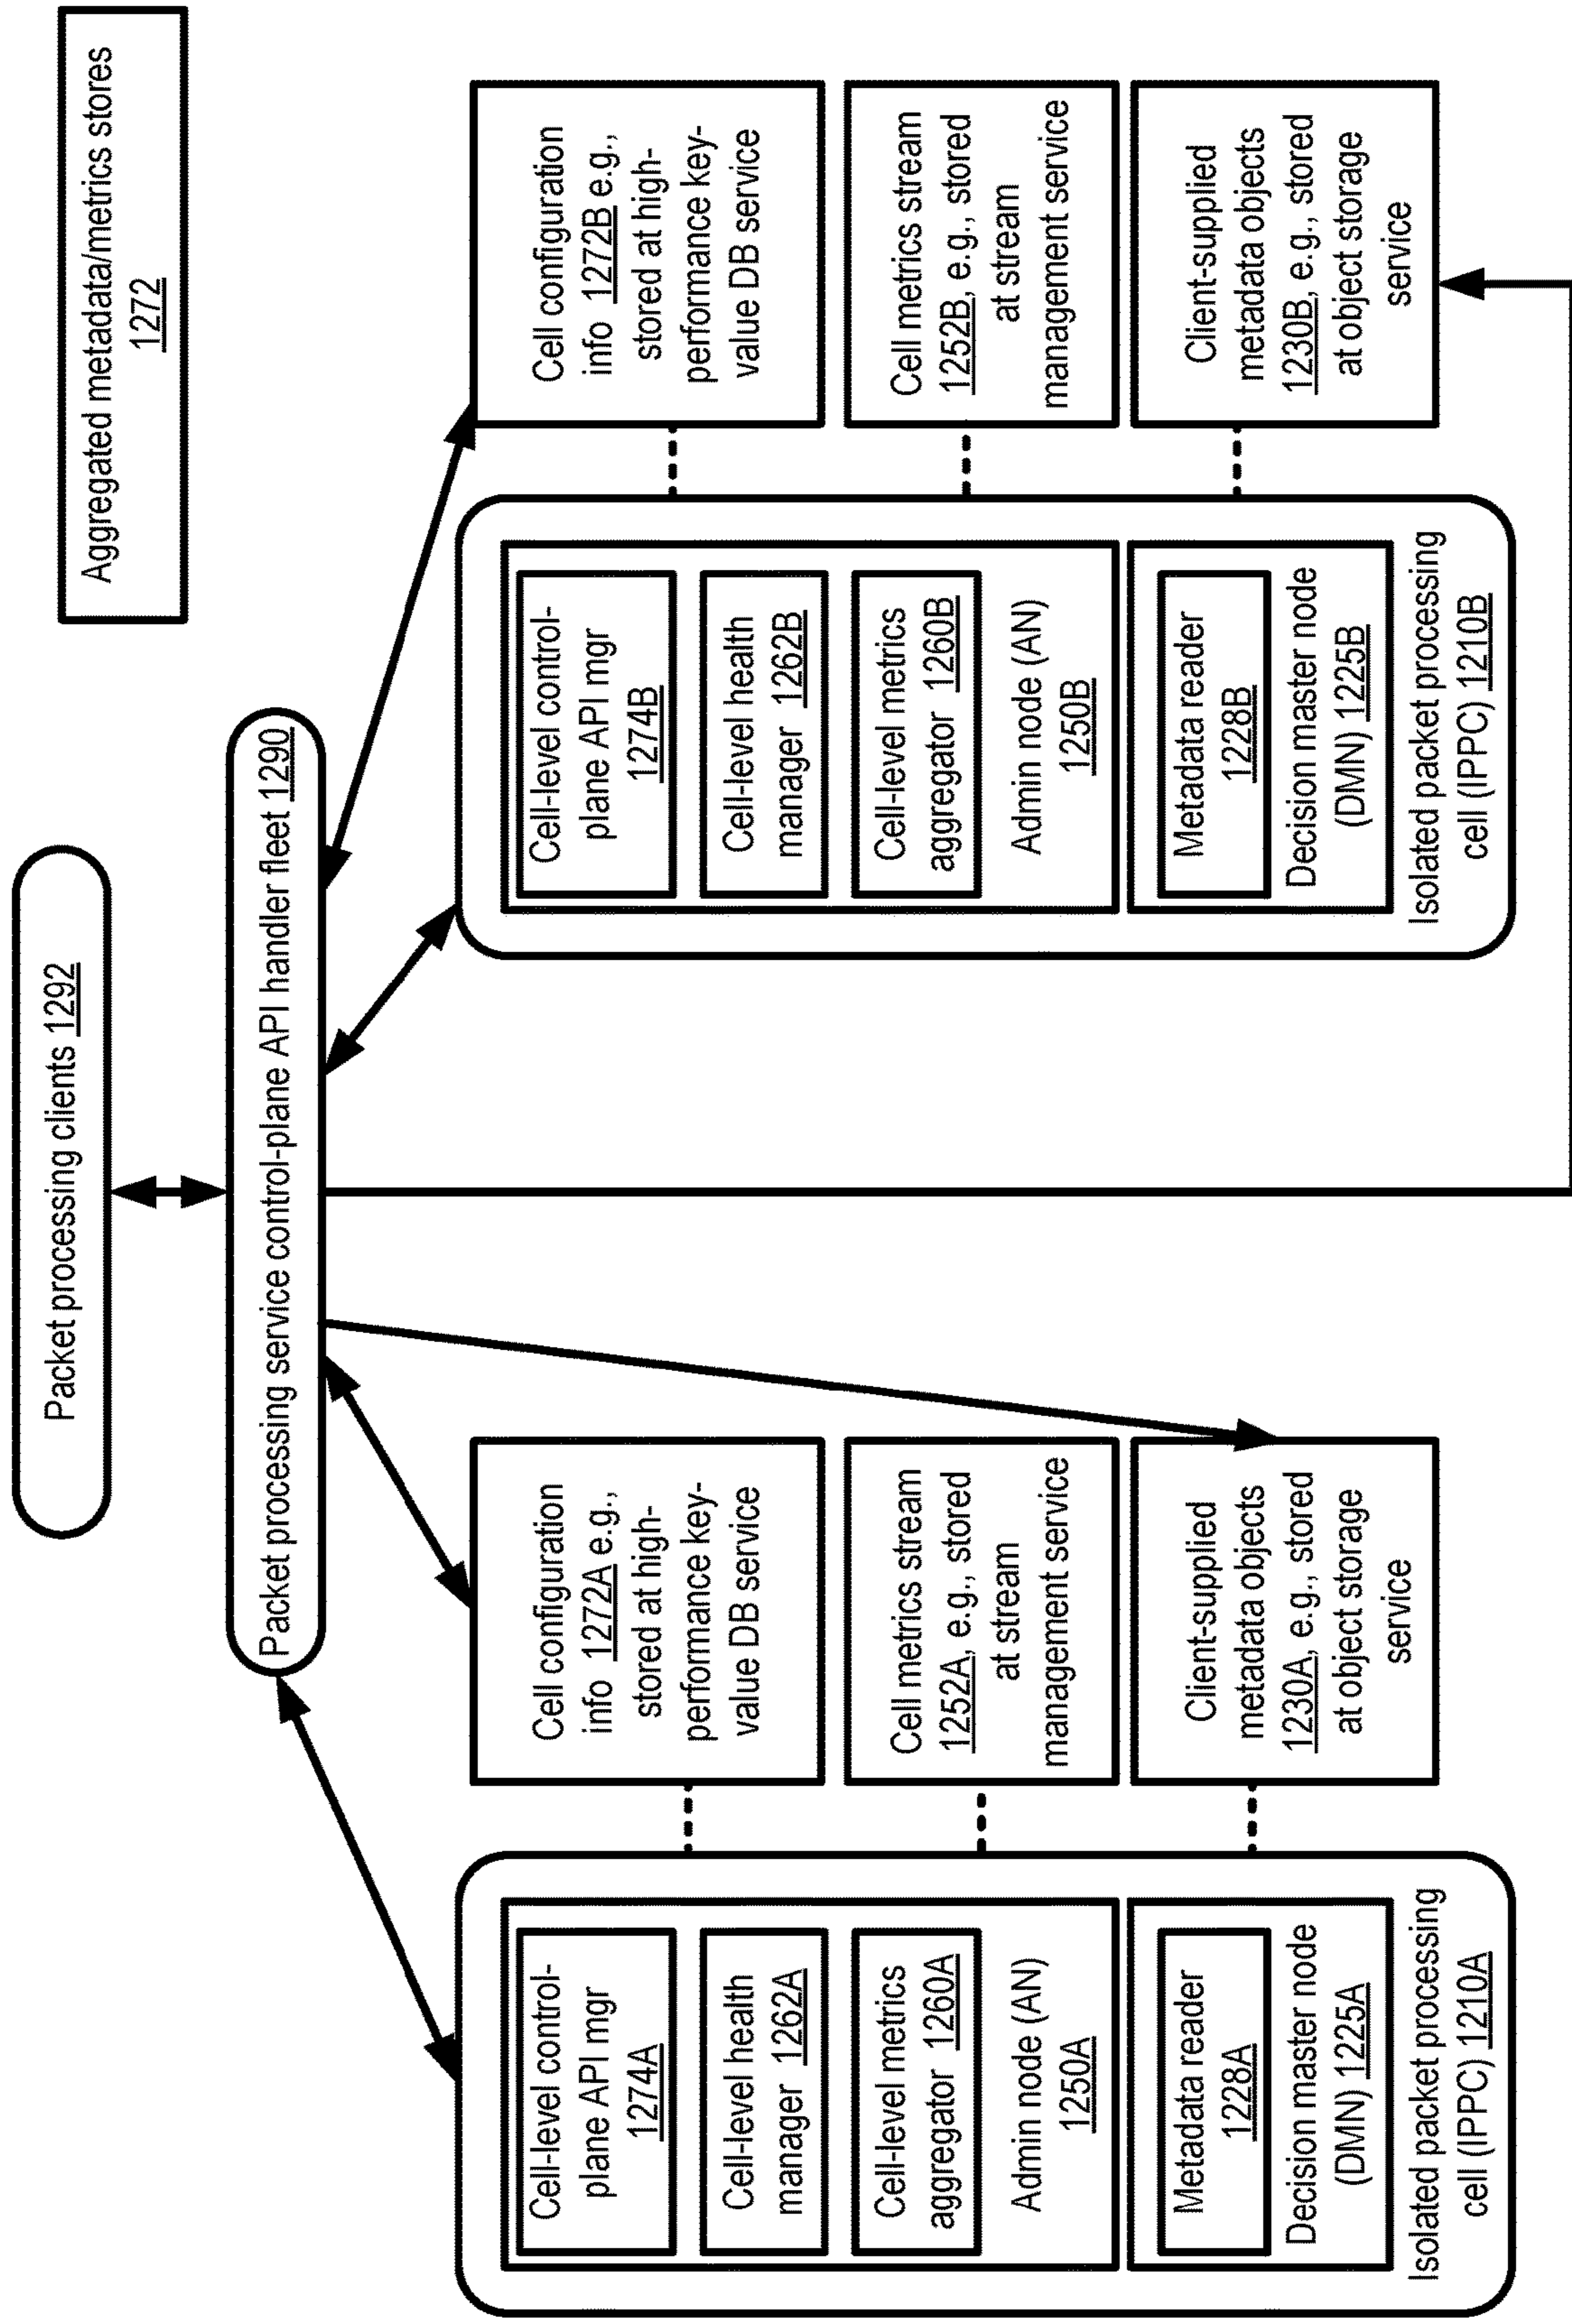 Packet processing clients 1292
Aggregated metadata/metrics stores
1272
Packet processing service control-plane API handler fleet 1290
Cell-level control-
plane API mgr
1274A
Cell-level health
manager 1262A
Cell-level metrics
aggregator 1260A
Admin node (AN)
1250A
Metadata reader
1228A
Decision master node
(DMN) 1225A
Isolated packet processing
cell (IPPC) 1210A
Cell configuration
info 1272A e.g.,
stored at high-
performance key-
value DB service
Cell metrics stream
1252A, e.g., stored
at stream
management service
Client-supplied
metadata objects
1230A, e.g., stored
at object storage
service
Cell-level control-
plane API mgr
1274B
Cell-level health
manager 1262B
Cell-level metrics
aggregator 1260B
Admin node (AN)
1250B
Metadata reader
1228B
Decision master node
(DMN) 1225B
Isolated packet processing
cell (IPPC) 1210B
Cell configuration
info 1272B e.g.,
stored at high-
performance key-
value DB service
Cell metrics stream
1252B, e.g., stored
at stream
management service
Client-supplied
metadata objects
1230B, e.g., stored
at object storage
service